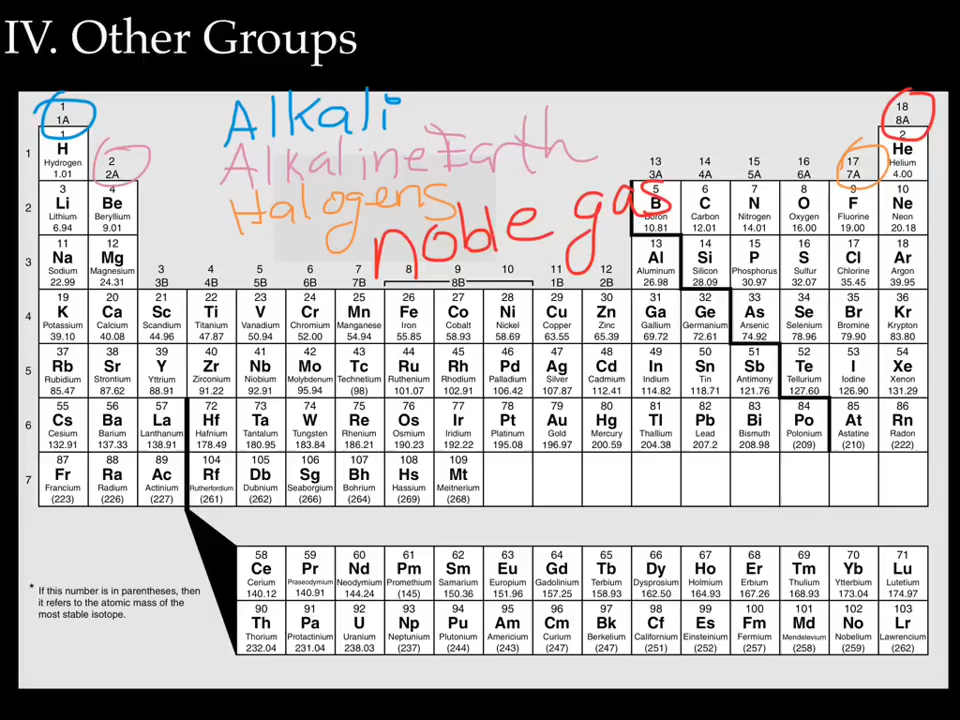 IV. Other Groups
1
1A
18
8A
Alkali
Alkaline Earth
Halogens
noble gas
2
2A
13 14 15 16 17
3A 4A 5A 6A 7A
3 4 5 6 7 8 9 10 11 12
3B 4B 5B 6B 7B 8B 1B 2B
1
1 2
H He
Hydrogen Helium
1.01 4.00
2
3 4 5 6 7 8 9 10
Li Be B C N O F Ne
Lithium Beryllium Boron Carbon Nitrogen Oxygen Fluorine Neon
6.94 9.01 10.81 12.01 14.01 16.00 19.00 20.18
3
11 12 13 14 15 16 17 18
Na Mg Al Si P S Cl Ar
Sodium Magnesium Aluminum Silicon Phosphorus Sulfur Chlorine Argon
22.99 24.31 26.98 28.09 30.97 32.07 35.45 39.95
4
19 20 21 22 23 24 25 26 27 28 29 30 31 32 33 34 35 36
K Ca Sc Ti V Cr Mn Fe Co Ni Cu Zn Ga Ge As Se Br Kr
Potassium Calcium Scandium Titanium Vanadium Chromium Manganese Iron Cobalt Nickel Copper Zinc Gallium Germanium Arsenic Selenium Bromine Krypton
39.10 40.08 44.96 47.87 50.94 52.00 54.94 55.85 58.93 58.69 63.55 65.39 69.72 72.61 74.92 78.96 79.90 83.80
5
37 38 39 40 41 42 43 44 45 46 47 48 49 50 51 52 53 54
Rb Sr Y Zr Nb Mo Tc Ru Rh Pd Ag Cd In Sn Sb Te I Xe
Rubidium Strontium Yttrium Zirconium Niobium Molybdenum Technetium Ruthenium Rhodium Palladium Silver Cadmium Indium Tin Antimony Tellurium Iodine Xenon
85.47 87.62 88.91 91.22 92.91 95.94 (98) 101.07 102.91 106.42 107.87 112.41 114.82 118.71 121.76 127.60 126.90 131.29
6
55 56 57 72 73 74 75 76 77 78 79 80 81 82 83 84 85 86
Cs Ba La Hf Ta W Re Os Ir Pt Au Hg Tl Pb Bi Po At Rn
Cesium Barium Lanthanum Hafnium Tantalum Tungsten Rhenium Osmium Iridium Platinum Gold Mercury Thallium Lead Bismuth Polonium Astatine Radon
132.91 137.33 138.91 178.49 180.95 183.84 186.21 190.23 192.22 195.08 196.97 200.59 204.38 207.2 208.98 (209) (210) (222)
7
87 88 89 104 105 106 107 108 109
Fr Ra Ac Rf Db Sg Bh Hs Mt
Francium Radium Actinium Rutherfordium Dubnium Seaborgium Bohrium Hassium Meitnerium
(223) (226) (227) (261) (262) (266) (264) (269) (268)
58 59 60 61 62 63 64 65 66 67 68 69 70 71
Ce Pr Nd Pm Sm Eu Gd Tb Dy Ho Er Tm Yb Lu
Cerium Praseodymium Neodymium Promethium Samarium Europium Gadolinium Terbium Dysprosium Holmium Erbium Thulium Ytterbium Lutetium
140.12 140.91 144.24 (145) 150.36 151.96 157.25 158.93 162.50 164.93 167.26 168.93 173.04 174.97
90 91 92 93 94 95 96 97 98 99 100 101 102 103
Th Pa U Np Pu Am Cm Bk Cf Es Fm Md No Lr
Thorium Protactinium Uranium Neptunium Plutonium Americium Curium Berkelium Californium Einsteinium Fermium Mendelevium Nobelium Lawrencium
232.04 231.04 238.03 (237) (244) (243) (247) (247) (251) (252) (257) (258) (259) (262)
* If this number is in parentheses, then
it refers to the atomic mass of the
most stable isotope.